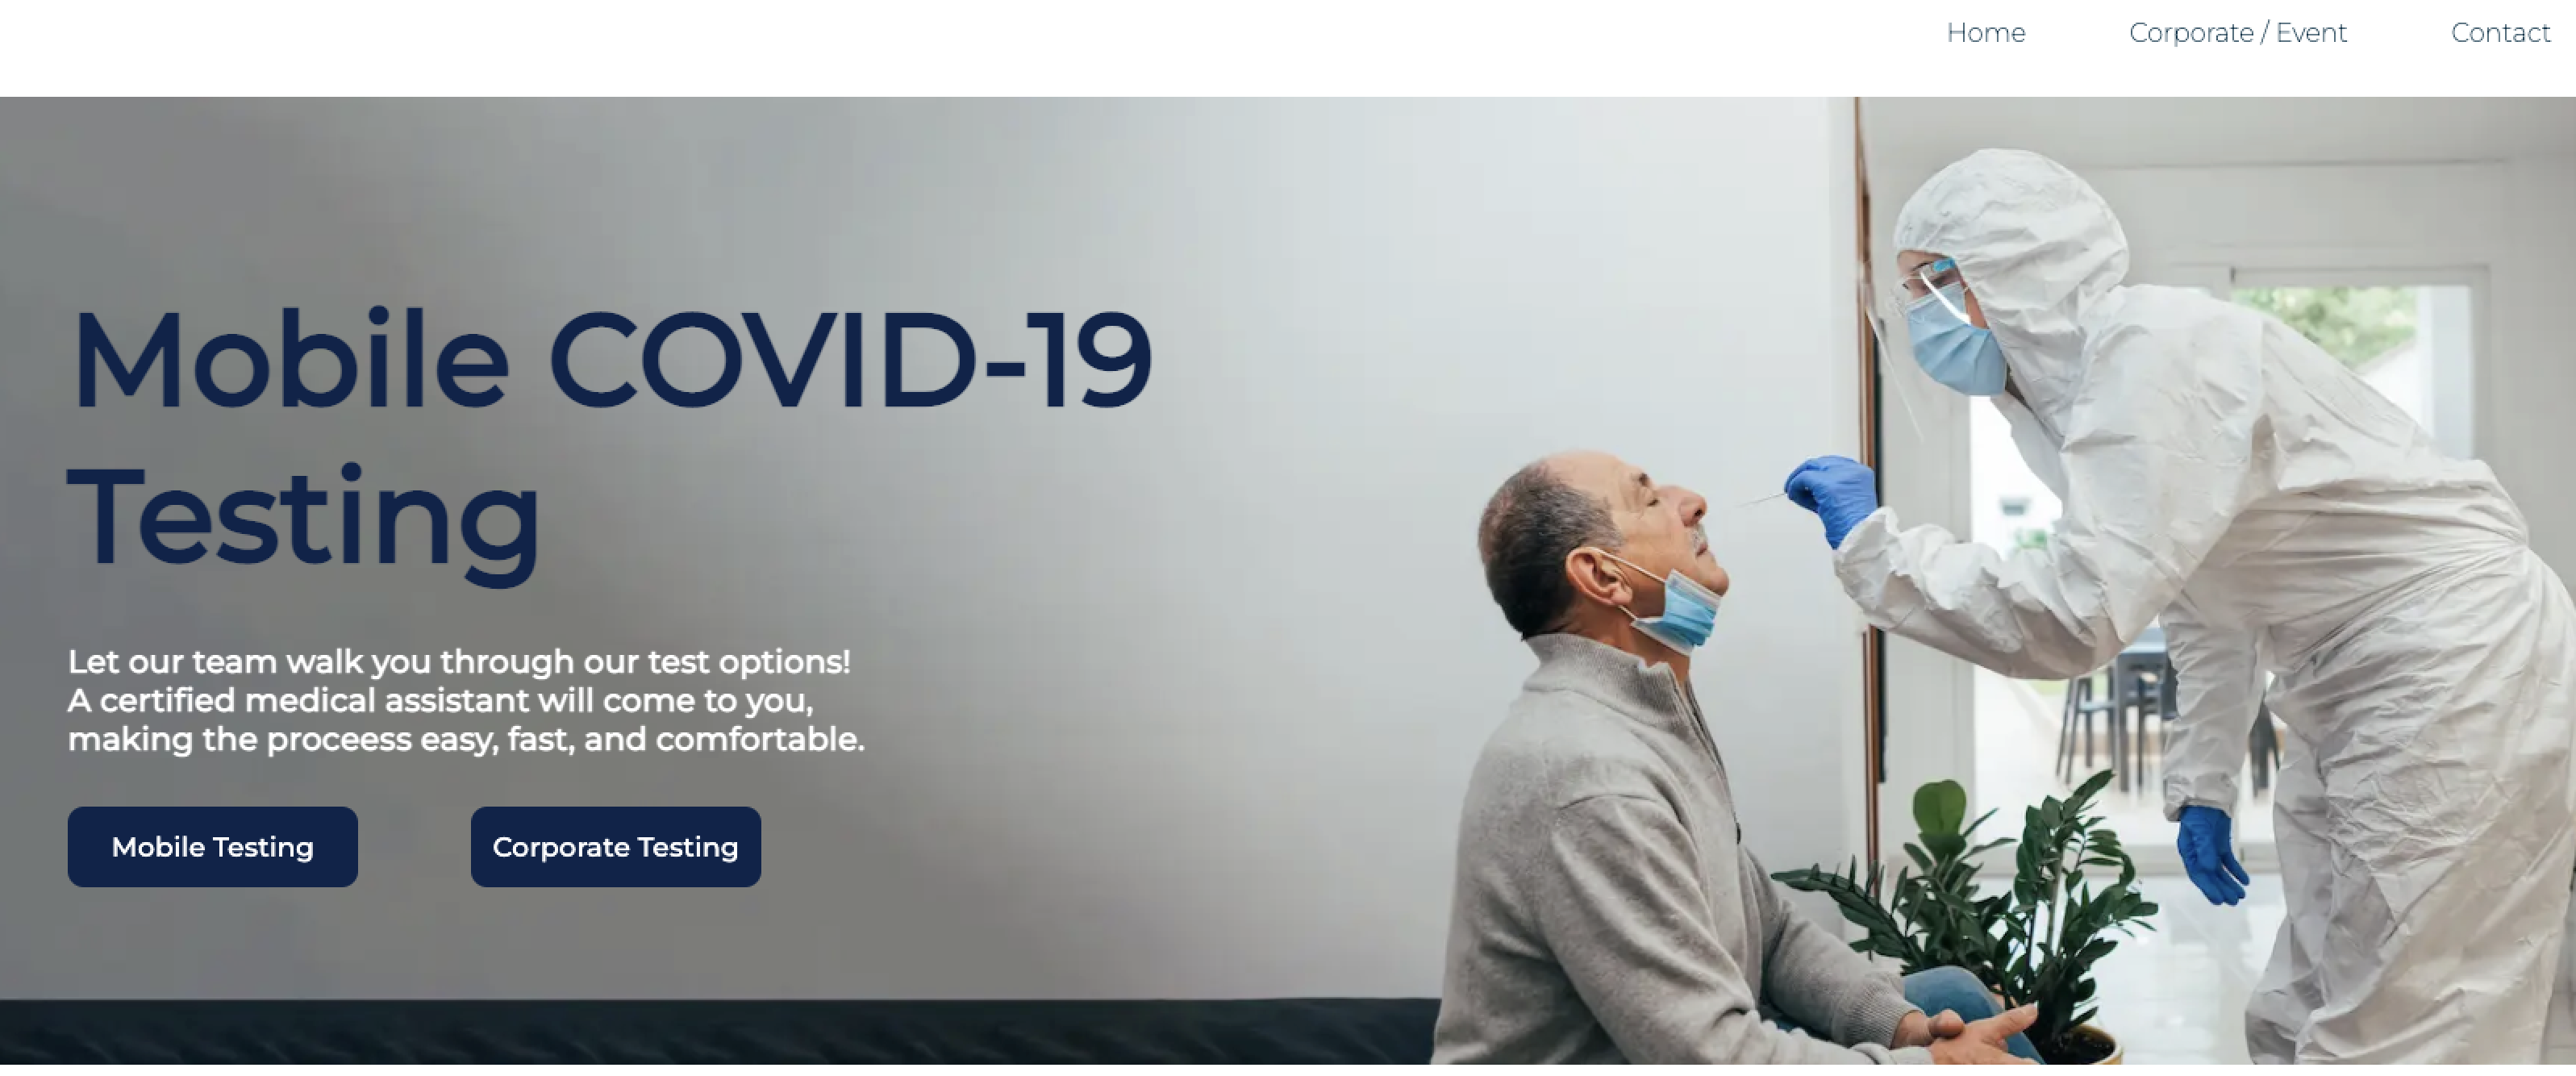 Home Corporate / Event Contact
Mobile COVID-19
Testing
Let our team walk you through our test options!
A certified medical assistant will come to you,
making the proceess easy, fast, and comfortable.
Mobile Testing Corporate Testing